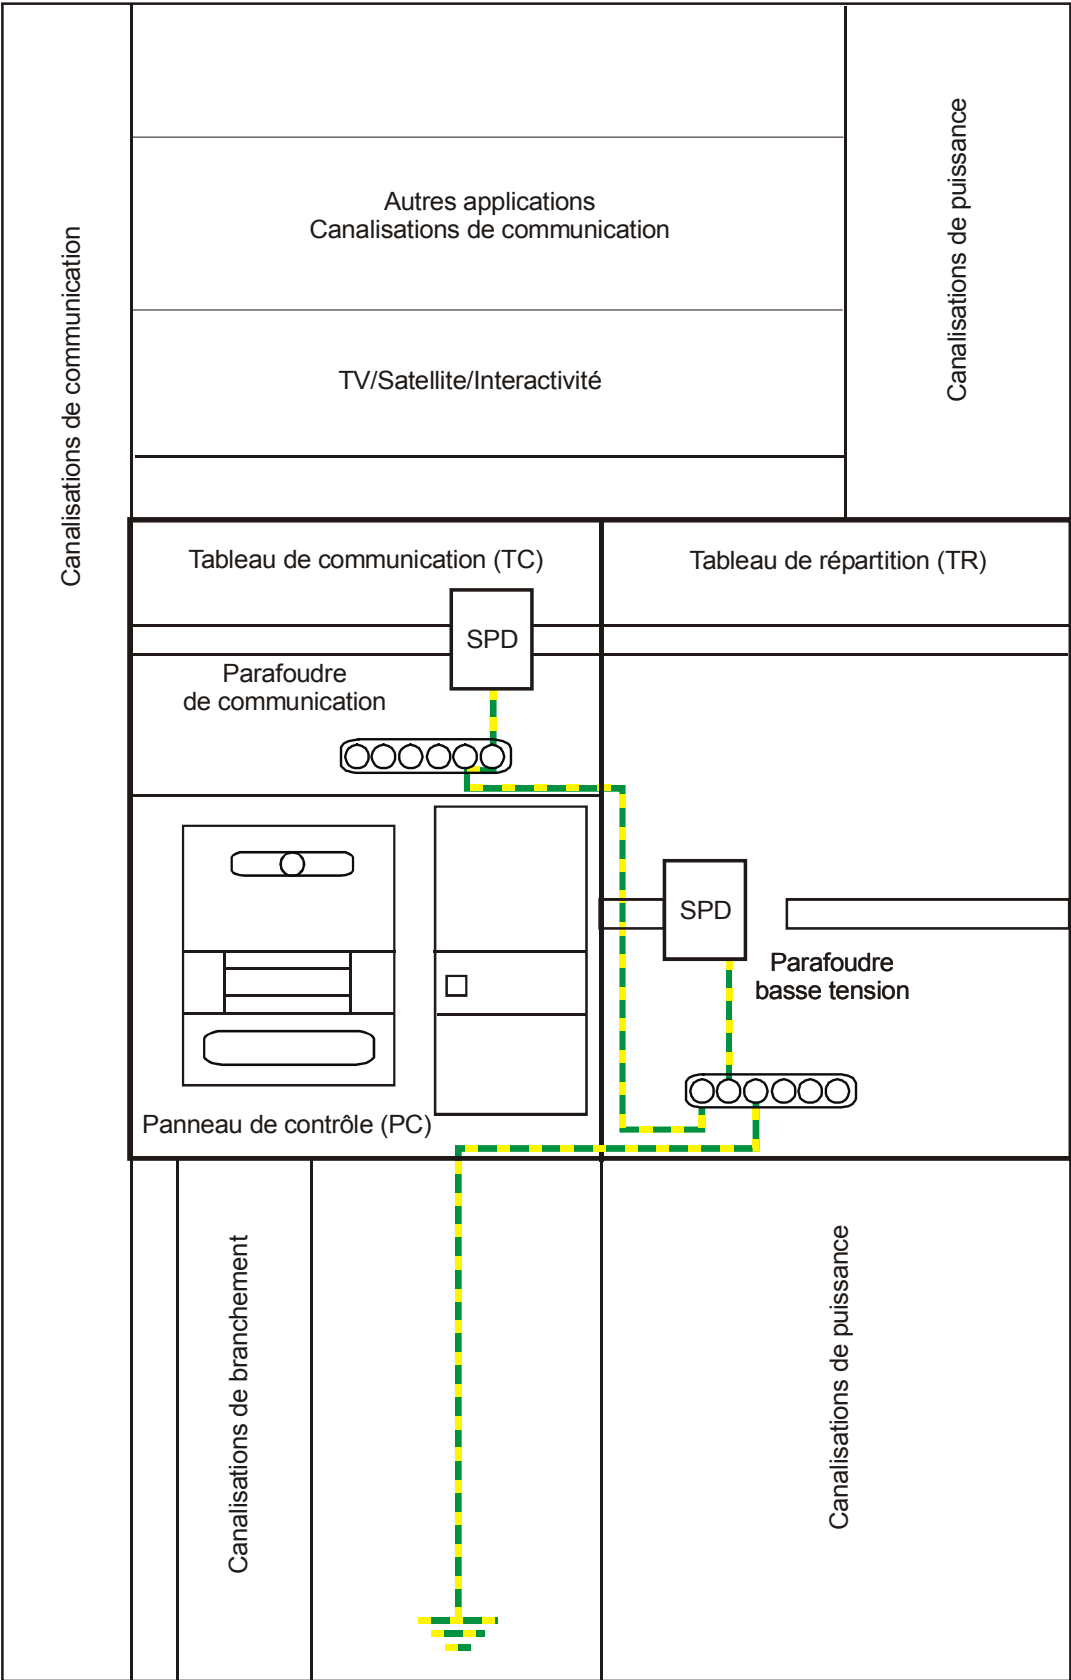 Canalisations de communication
Autres applications
Canalisations de communication
Canalisations de puissance
TV/Satellite/Interactivité
Tableau de communication (TC)
Tableau de répartition (TR)
SPD
Parafoudre
de communication
SPD
Parafoudre
basse tension
Panneau de contrôle (PC)
Canalisations de branchement
Canalisations de puissance